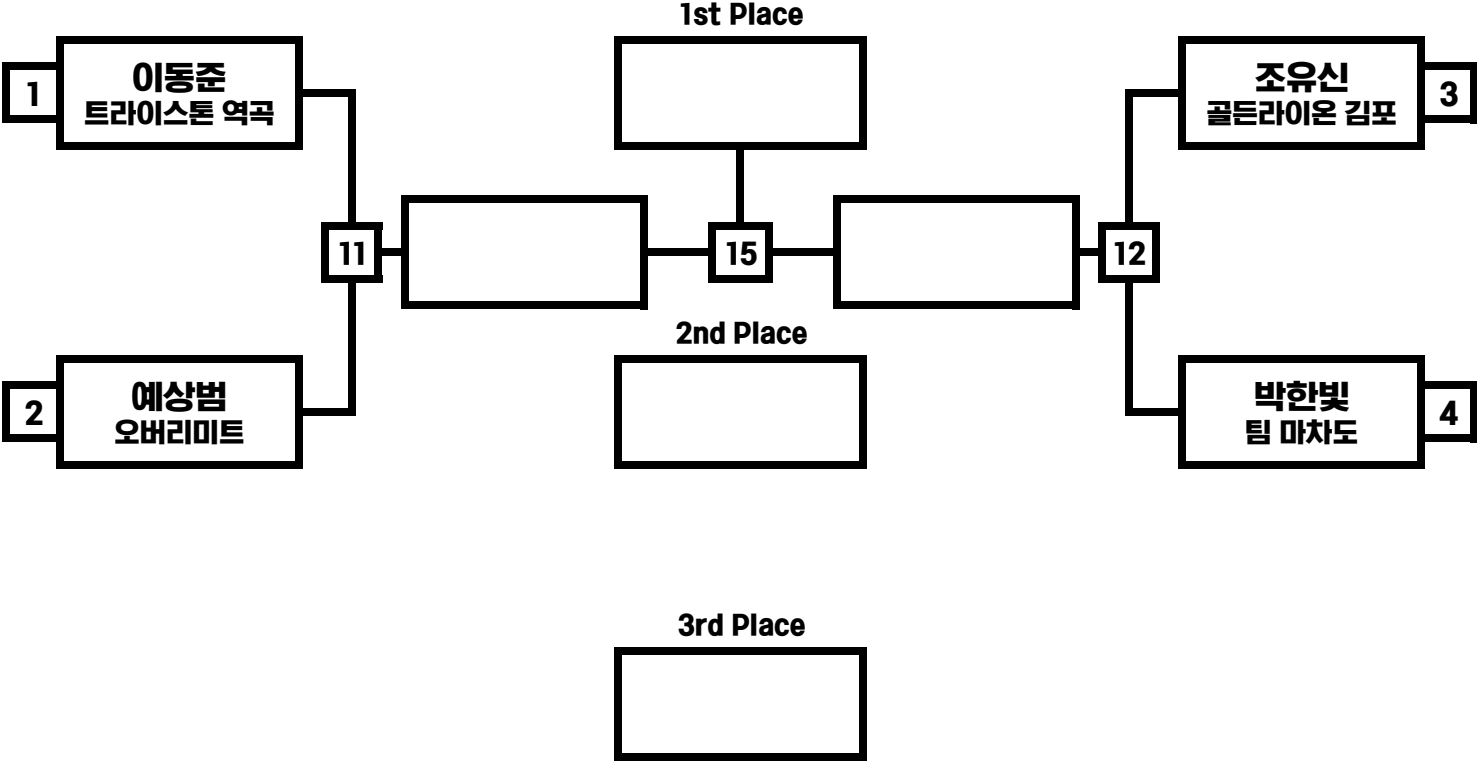 1st Place
1
이동준
트라이스톤 역곡
조유신
골든라이온 김포
3
11
15
12
2nd Place
2
예상범
오버리미트
박한빛
팀 마차도
4
3rd Place